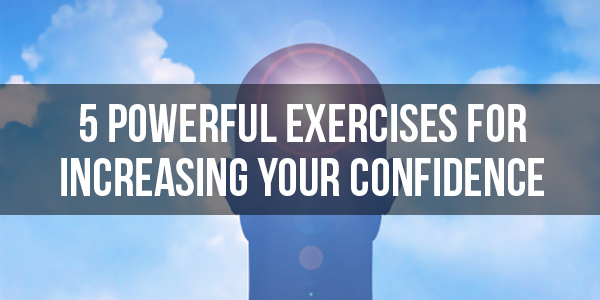 5 POWERFUL EXERCISES FOR
INCREASING YOUR CONFIDENCE